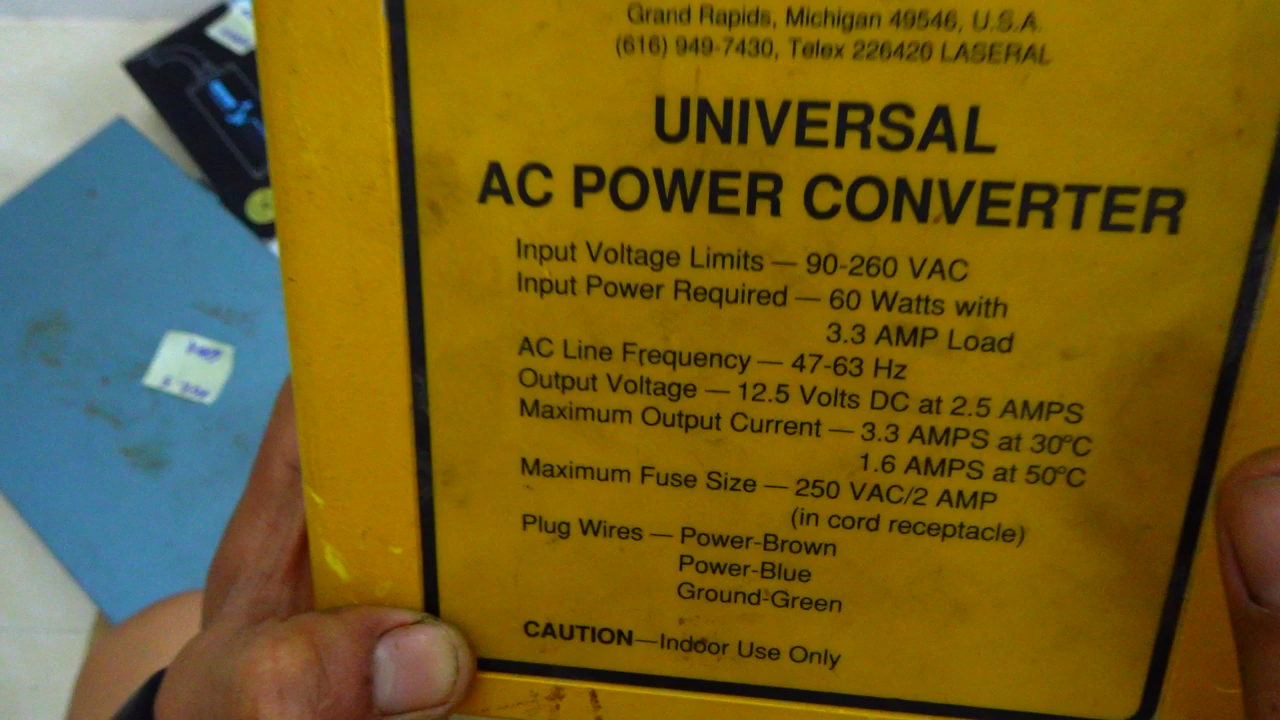 Grand Rapids, Michigan 49546, U.S.A.
(616) 949-7430, Telex 226420 LASERAL
UNIVERSAL
AC POWER CONVERTER
Input Voltage Limits — 90-260 VAC
Input Power Required — 60 Watts with
3.3 AMP Load
AC Line Frequency — 47-63 Hz
Output Voltage — 12.5 Volts DC at 2.5 AMPS
Maximum Output Current — 3.3 AMPS at 30°C
1.6 AMPS at 50°C
Maximum Fuse Size — 250 VAC/2 AMP
(in cord receptacle)
Plug Wires — Power-Brown
Power-Blue
Ground-Green
CAUTION—Indoor Use Only